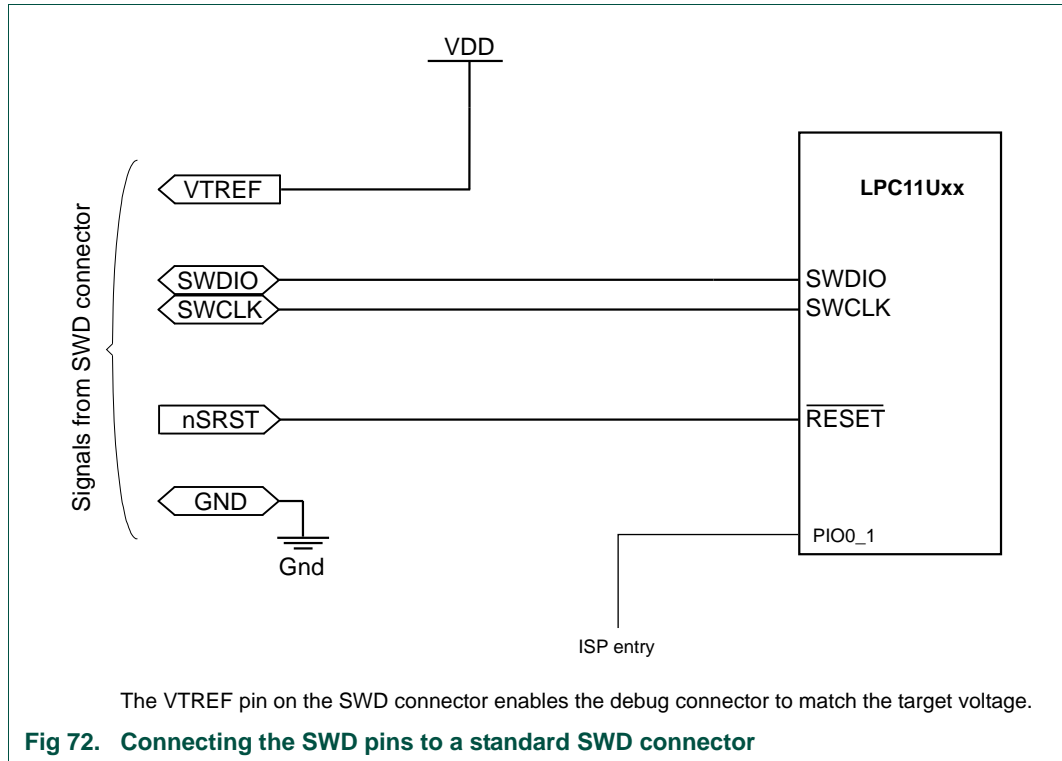 VDD
VTREF
LPC11Uxx
Signals from SWD connector
SWDIO
SWDIO
SWCLK
SWCLK
nSRST
RESET
GND
Gnd
PIO0_1
ISP entry
The VTREF pin on the SWD connector enables the debug connector to match the target voltage.
Fig 72. Connecting the SWD pins to a standard SWD connector